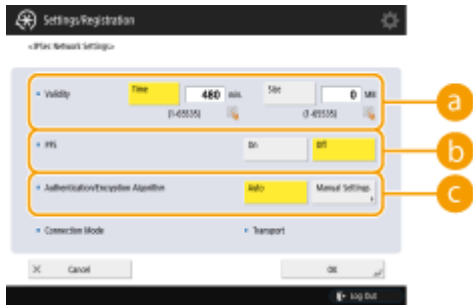 Settings/Registration
<IPSec Network Settings>
Validity Time 480 min. Size 0 MB
(1-65535) (1-65535)
a
PFS On Off
b
Authentication/Encryption Algorithm Auto Manual Settings
c
Connection Mode Transport
Cancel OK
Log Out